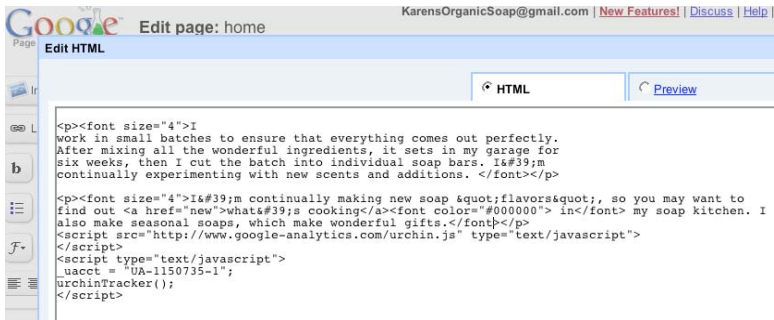 Google™
Edit page: home
KarensOrganicSoap@gmail.com | New Features! | Discuss | Help |
Page
Edit HTML
HTML
Preview
<p><font size="4">I
work in small batches to ensure that everything comes out perfectly.
After mixing all the wonderful ingredients, it sets in my garage for
six weeks, then I cut the batch into individual soap bars. I&#39;m
continually experimenting with new scents and additions. </font></p>
<p><font size="4">I&#39;m continually making new soap &quot;flavors&quot;, so you may want to
find out <a href="new">what&#39;s cooking</a><font color="#000000"> in</font> my soap kitchen. I
also make seasonal soaps, which make wonderful gifts.</font></p>
<script src="http://www.google-analytics.com/urchin.js" type="text/javascript">
</script>
<script type="text/javascript">
_uacct = "UA-1150735-1";
urchinTracker();
</script>
b
F